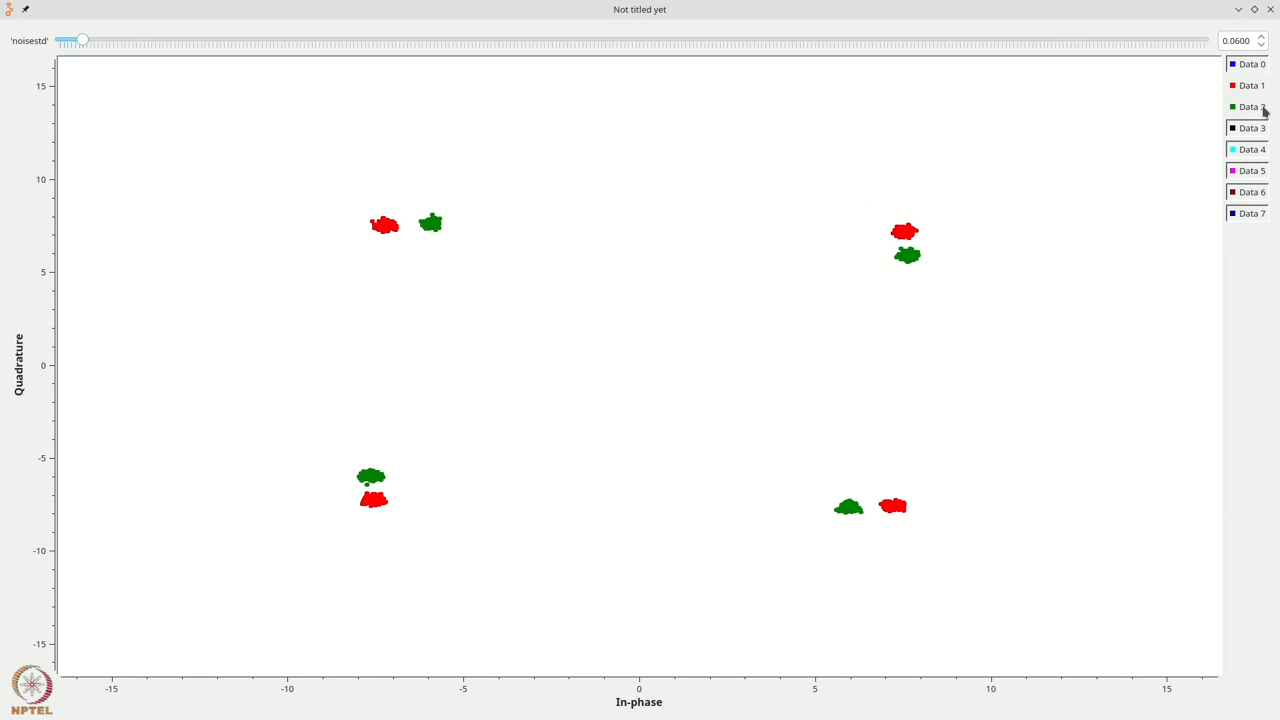 Not titled yet
'noisestd'
0.0600
Data 0
Data 1
Data 2
Data 3
Data 4
Data 5
Data 6
Data 7
15
10
5
0
-5
-10
-15
Quadrature
-15
-10
-5
0
5
10
15
In-phase
NPTEL